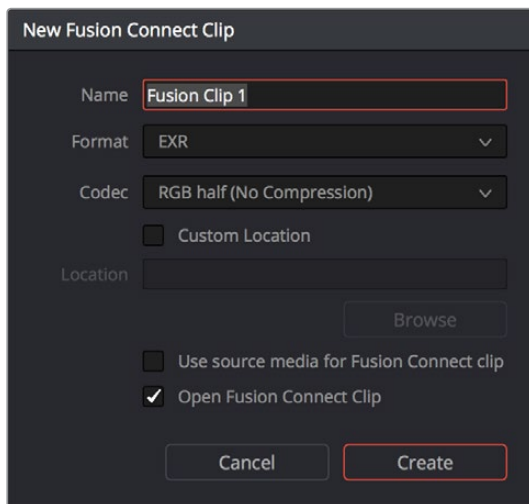 New Fusion Connect Clip
Name Fusion Clip 1
Format EXR
Codec RGB half (No Compression)
Custom Location
Location
Browse
Use source media for Fusion Connect clip
Open Fusion Connect Clip
Cancel Create